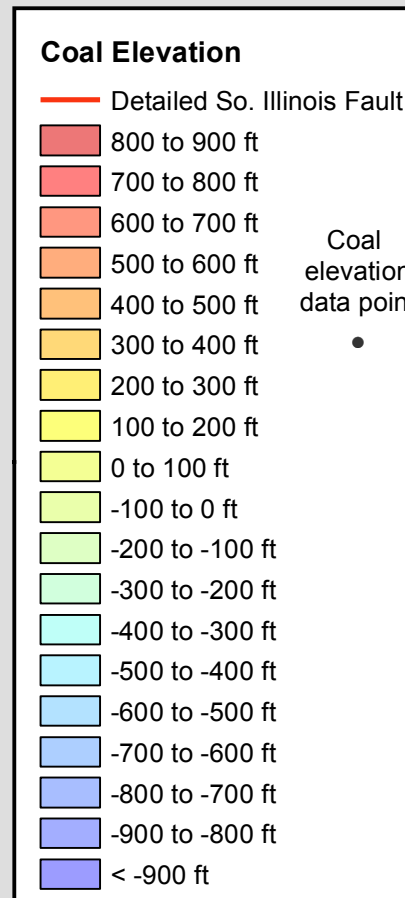 Coal Elevation
Detailed So. Illinois Fault
800 to 900 ft
700 to 800 ft
600 to 700 ft
500 to 600 ft
400 to 500 ft
300 to 400 ft
200 to 300 ft
100 to 200 ft
0 to 100 ft
-100 to 0 ft
-200 to -100 ft
-300 to -200 ft
-400 to -300 ft
-500 to -400 ft
-600 to -500 ft
-700 to -600 ft
-800 to -700 ft
-900 to -800 ft
< -900 ft
Coal
elevation
data poin